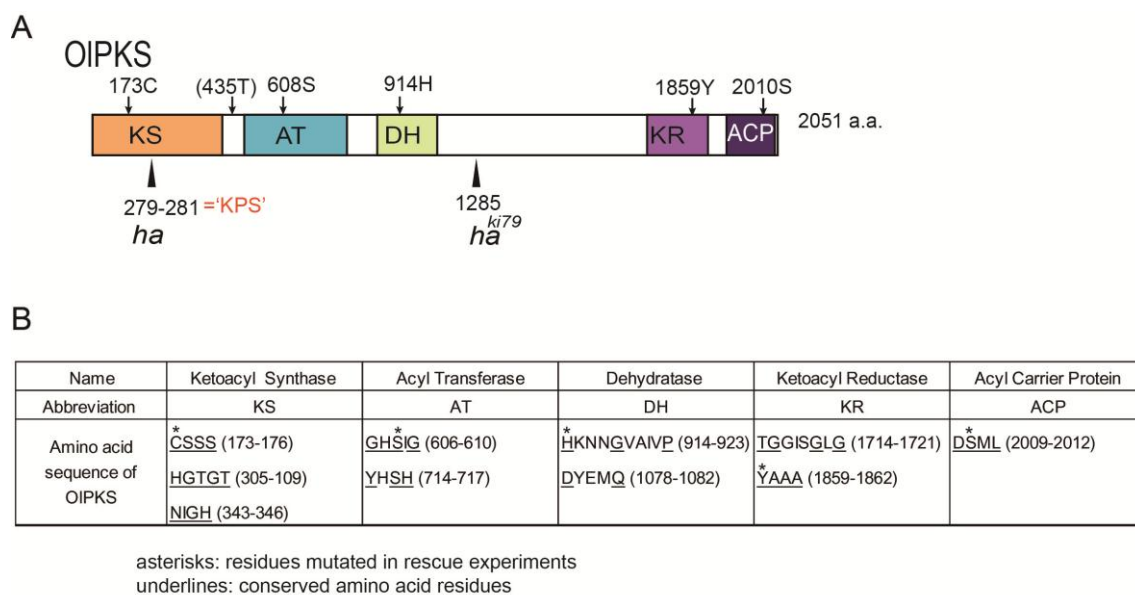 A
OlPKS
173C (435T) 608S 914H 1859Y 2010S
KS AT DH KR ACP 2051 a.a.
279-281 ='KPS' 1285
ha ha ki79
B
Name Ketoacyl Synthase Acyl Transferase Dehydratase Ketoacyl Reductase Acyl Carrier Protein
Abbreviation KS AT DH KR ACP
Amino acid sequence of OlPKS
* CSSS (173-176) GHSIG (606-610) * HKNNGVAIVP (914-923) TGGISGLG (1714-1721) DSML (2009-2012)
HGTGT (305-109) YHSH (714-717) DYEMQ (1078-1082) * YAAA (1859-1862)
NIGH (343-346)
asterisks: residues mutated in rescue experiments
underlines: conserved amino acid residues